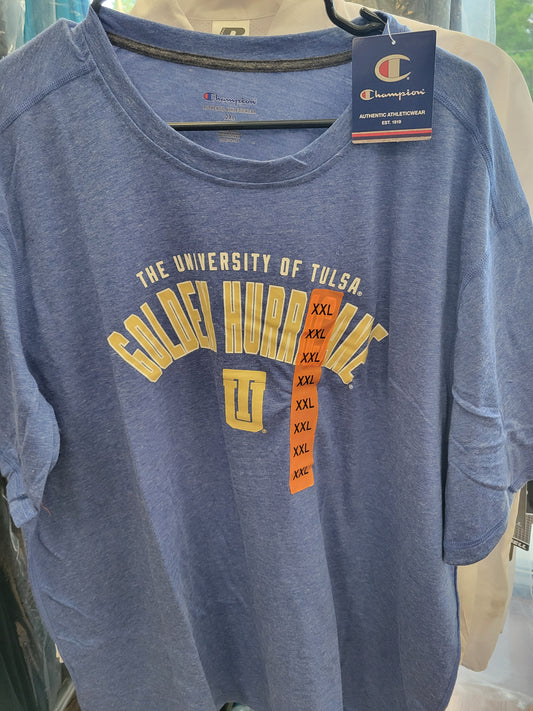 Champion
AUTHENTIC ATHLETICWEAR
EST. 1919
Champion
THE UNIVERSITY OF TULSA®
XXL
XXL
XXL
XXL
XXL
XXL
XXL
XXL
GOLDEN
TU